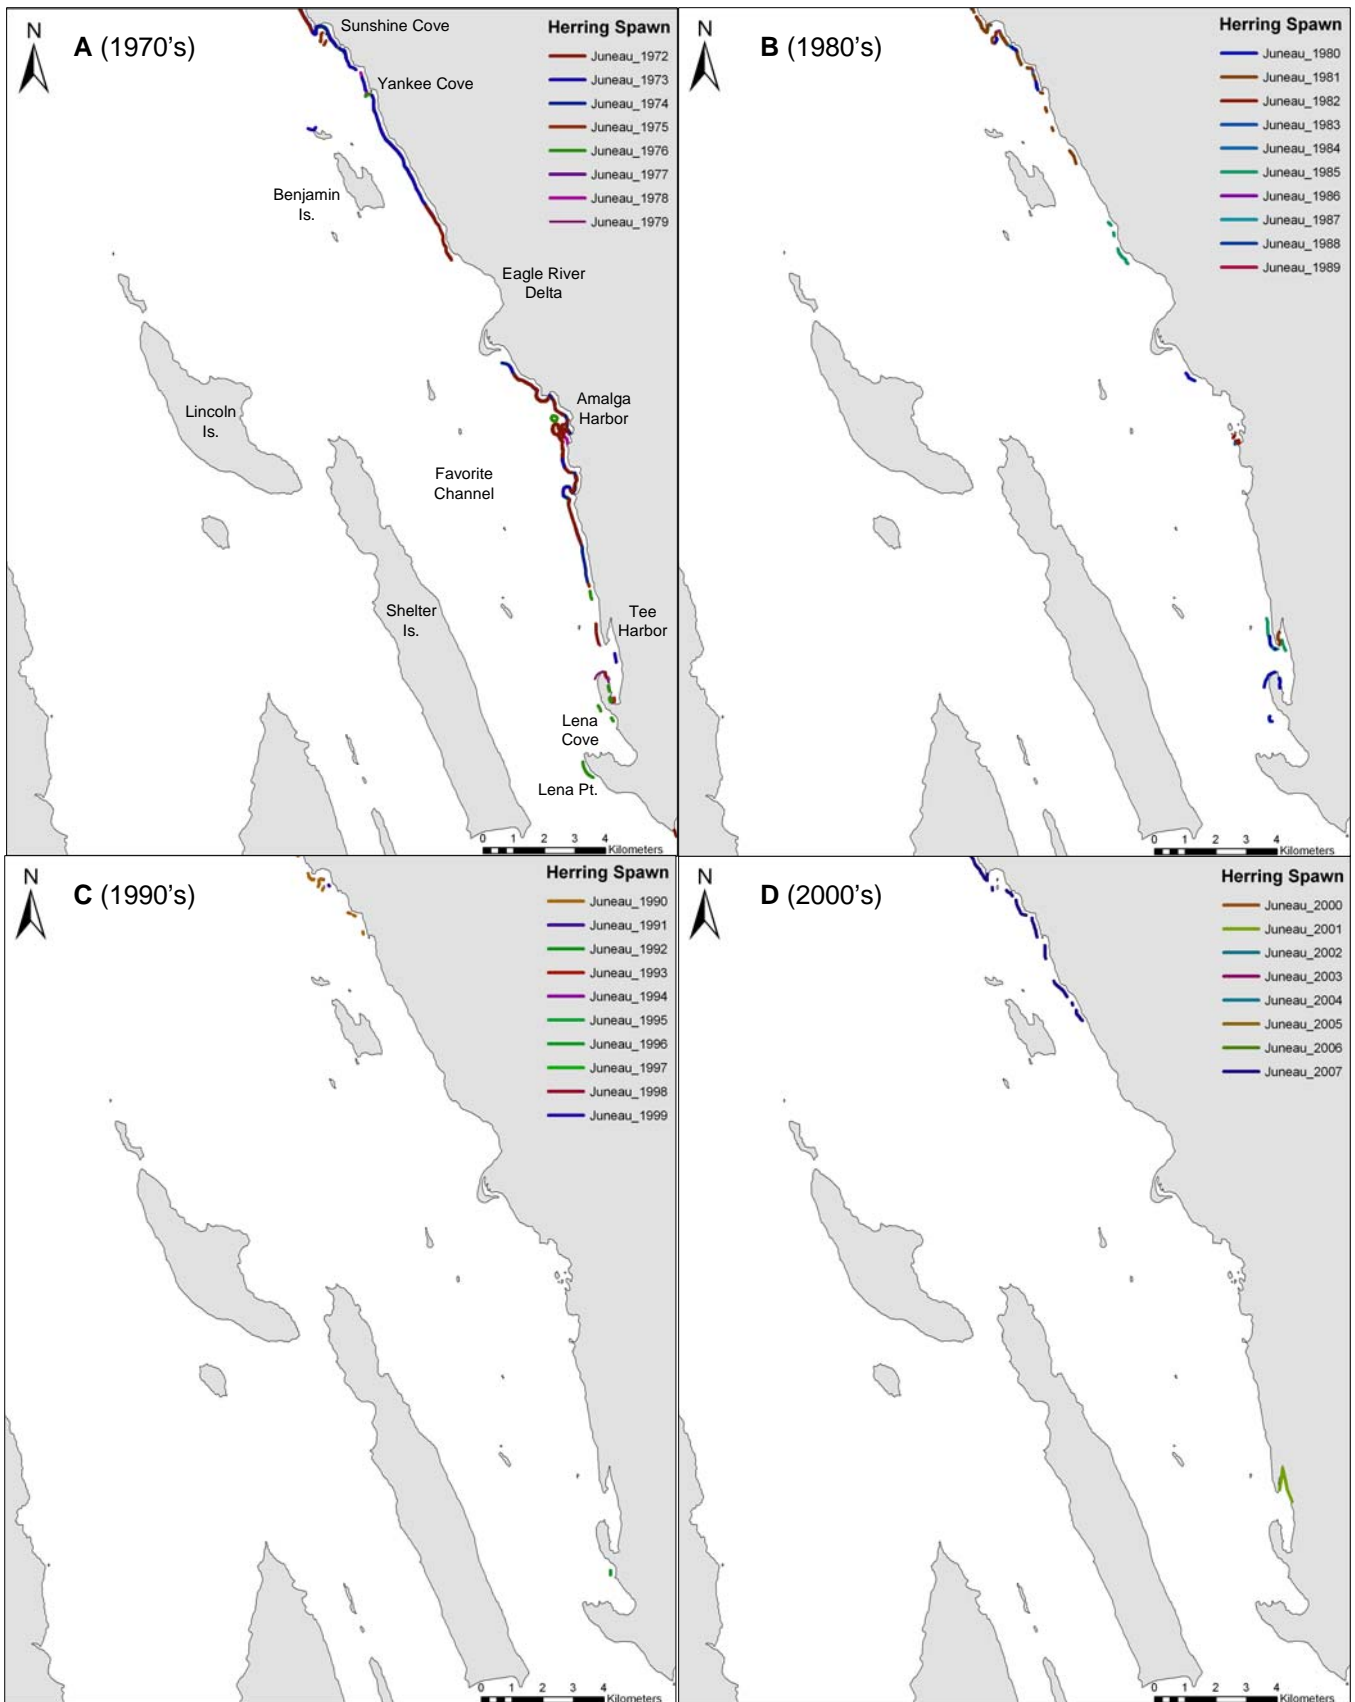 N
A (1970's)
Sunshine Cove
Yankee Cove
Benjamin
Is.
Eagle River
Delta
Lincoln
Is.
Amalga
Harbor
Favorite
Channel
Shelter
Is.
Tee
Harbor
Lena
Cove
Lena Pt.
Herring Spawn
Juneau_1972
Juneau_1973
Juneau_1974
Juneau_1975
Juneau_1976
Juneau_1977
Juneau_1978
Juneau_1979
0 1 2 3 4
Kilometers
N
B (1980's)
Herring Spawn
Juneau_1980
Juneau_1981
Juneau_1982
Juneau_1983
Juneau_1984
Juneau_1985
Juneau_1986
Juneau_1987
Juneau_1988
Juneau_1989
0 1 2 3 4
Kilometers
N
C (1990's)
Herring Spawn
Juneau_1990
Juneau_1991
Juneau_1992
Juneau_1993
Juneau_1994
Juneau_1995
Juneau_1996
Juneau_1997
Juneau_1998
Juneau_1999
0 1 2 3 4
Kilometers
N
D (2000's)
Herring Spawn
Juneau_2000
Juneau_2001
Juneau_2002
Juneau_2003
Juneau_2004
Juneau_2005
Juneau_2006
Juneau_2007
0 1 2 3 4
Kilometers